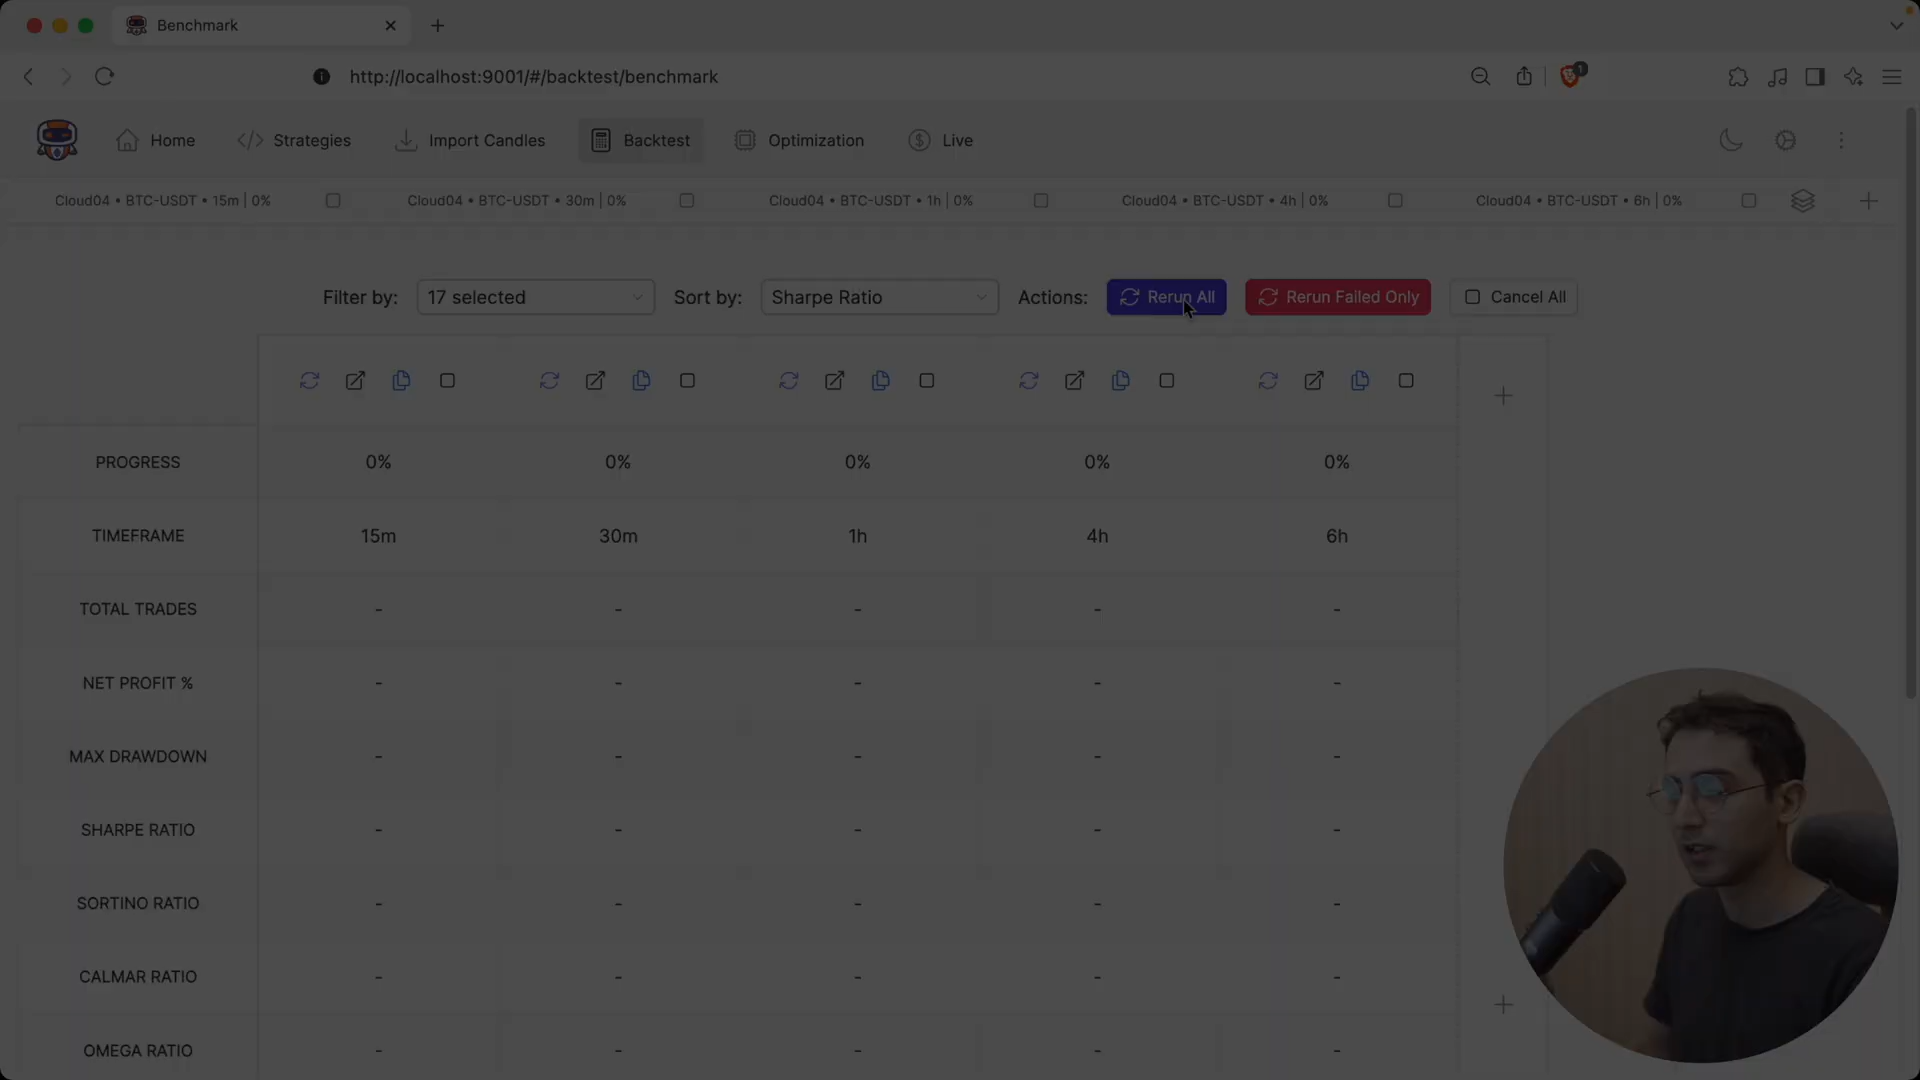 Benchmark
http://localhost:9001/#/backtest/benchmark
1
Home Strategies Import Candles Backtest Optimization Live
Cloud04 • BTC-USDT • 15m | 0% Cloud04 • BTC-USDT • 30m | 0% Cloud04 • BTC-USDT • 1h | 0% Cloud04 • BTC-USDT • 4h | 0% Cloud04 • BTC-USDT • 6h | 0%
Filter by: 17 selected Sort by: Sharpe Ratio Actions: Rerun All Rerun Failed Only Cancel All
PROGRESS 0% 0% 0% 0% 0%
TIMEFRAME 15m 30m 1h 4h 6h
TOTAL TRADES - - - - -
NET PROFIT % - - - - -
MAX DRAWDOWN - - - - -
SHARPE RATIO - - - - -
SORTINO RATIO - - - - -
CALMAR RATIO - - - - -
OMEGA RATIO - - - - -